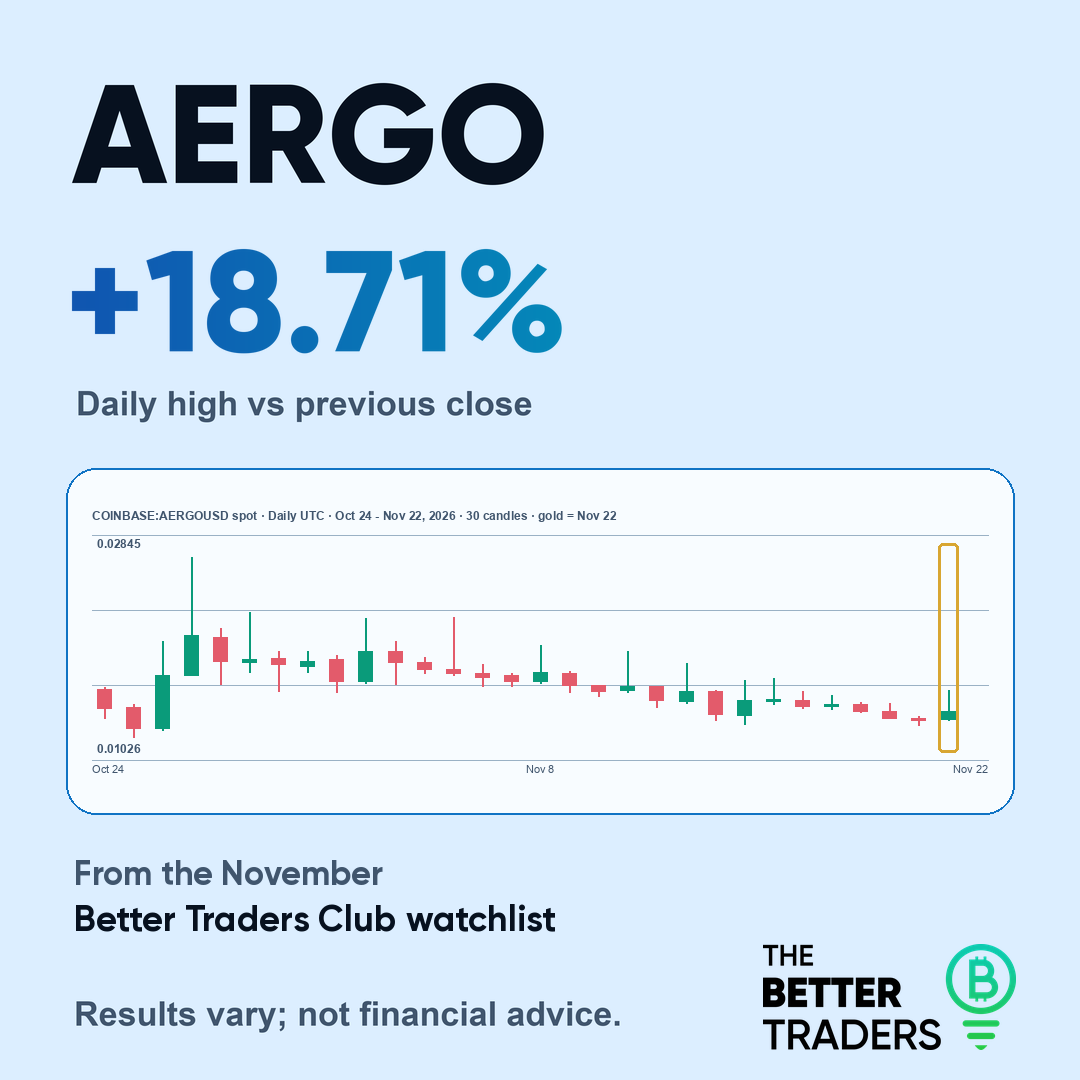 AERGO
+18.71%
Daily high vs previous close
COINBASE:AERGOUSD spot · Daily UTC · Oct 24 - Nov 22, 2026 · 30 candles · gold = Nov 22
0.02845
0.01026
Oct 24
Nov 8
Nov 22
From the November
Better Traders Club watchlist
Results vary; not financial advice.
THE
BETTER
TRADERS